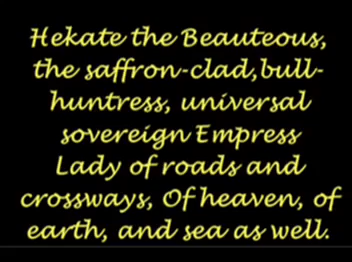 Hekate the Beauteous,
the saffron-clad,bull-
huntress, universal
sovereign Empress
Lady of roads and
crossways, Of heaven, of
earth, and sea as well.